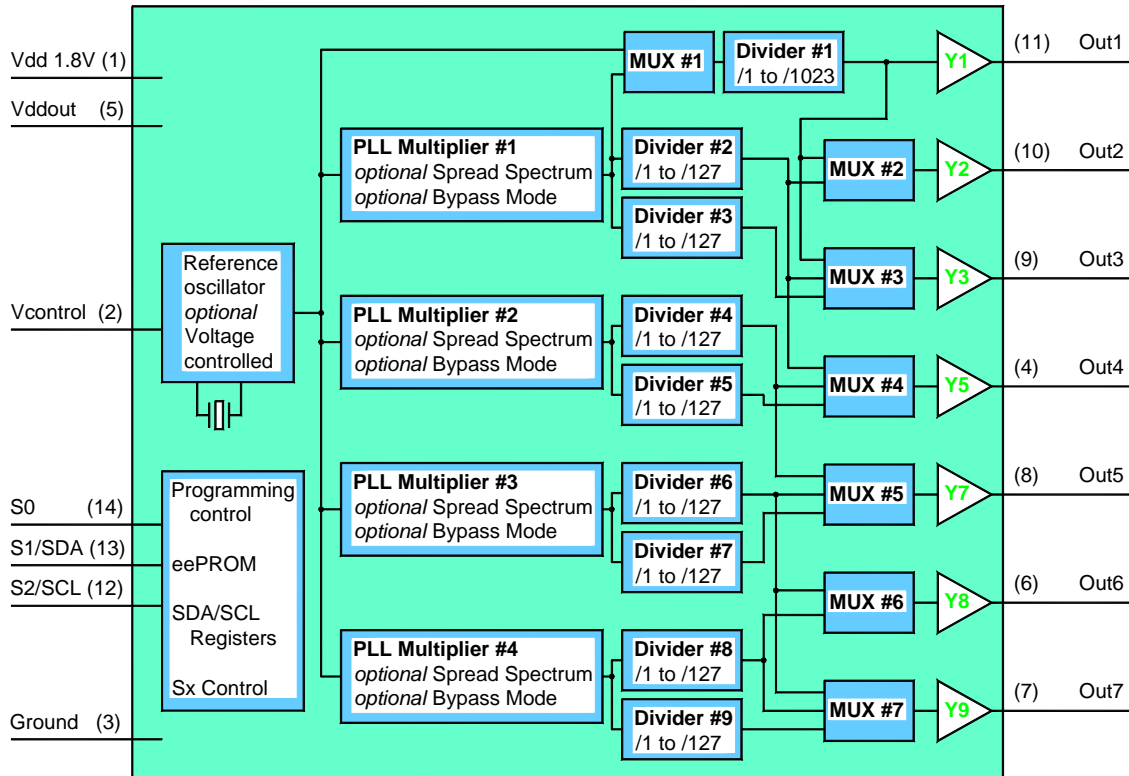 Vdd 1.8V (1)
Vddout (5)
Vcontrol (2)
S0 (14)
S1/SDA (13)
S2/SCL (12)
Ground (3)
Reference
oscillator
optional
Voltage
controlled
Programming
control
eePROM
SDA/SCL
Registers
Sx Control
PLL Multiplier #1
optional Spread Spectrum
optional Bypass Mode
PLL Multiplier #2
optional Spread Spectrum
optional Bypass Mode
PLL Multiplier #3
optional Spread Spectrum
optional Bypass Mode
PLL Multiplier #4
optional Spread Spectrum
optional Bypass Mode
MUX #1
Divider #1
/1 to /1023
Divider #2
/1 to /127
Divider #3
/1 to /127
Divider #4
/1 to /127
Divider #5
/1 to /127
Divider #6
/1 to /127
Divider #7
/1 to /127
Divider #8
/1 to /127
Divider #9
/1 to /127
MUX #2
MUX #3
MUX #4
MUX #5
MUX #6
MUX #7
Y1
Y2
Y3
Y5
Y7
Y8
Y9
(11) Out1
(10) Out2
(9) Out3
(4) Out4
(8) Out5
(6) Out6
(7) Out7